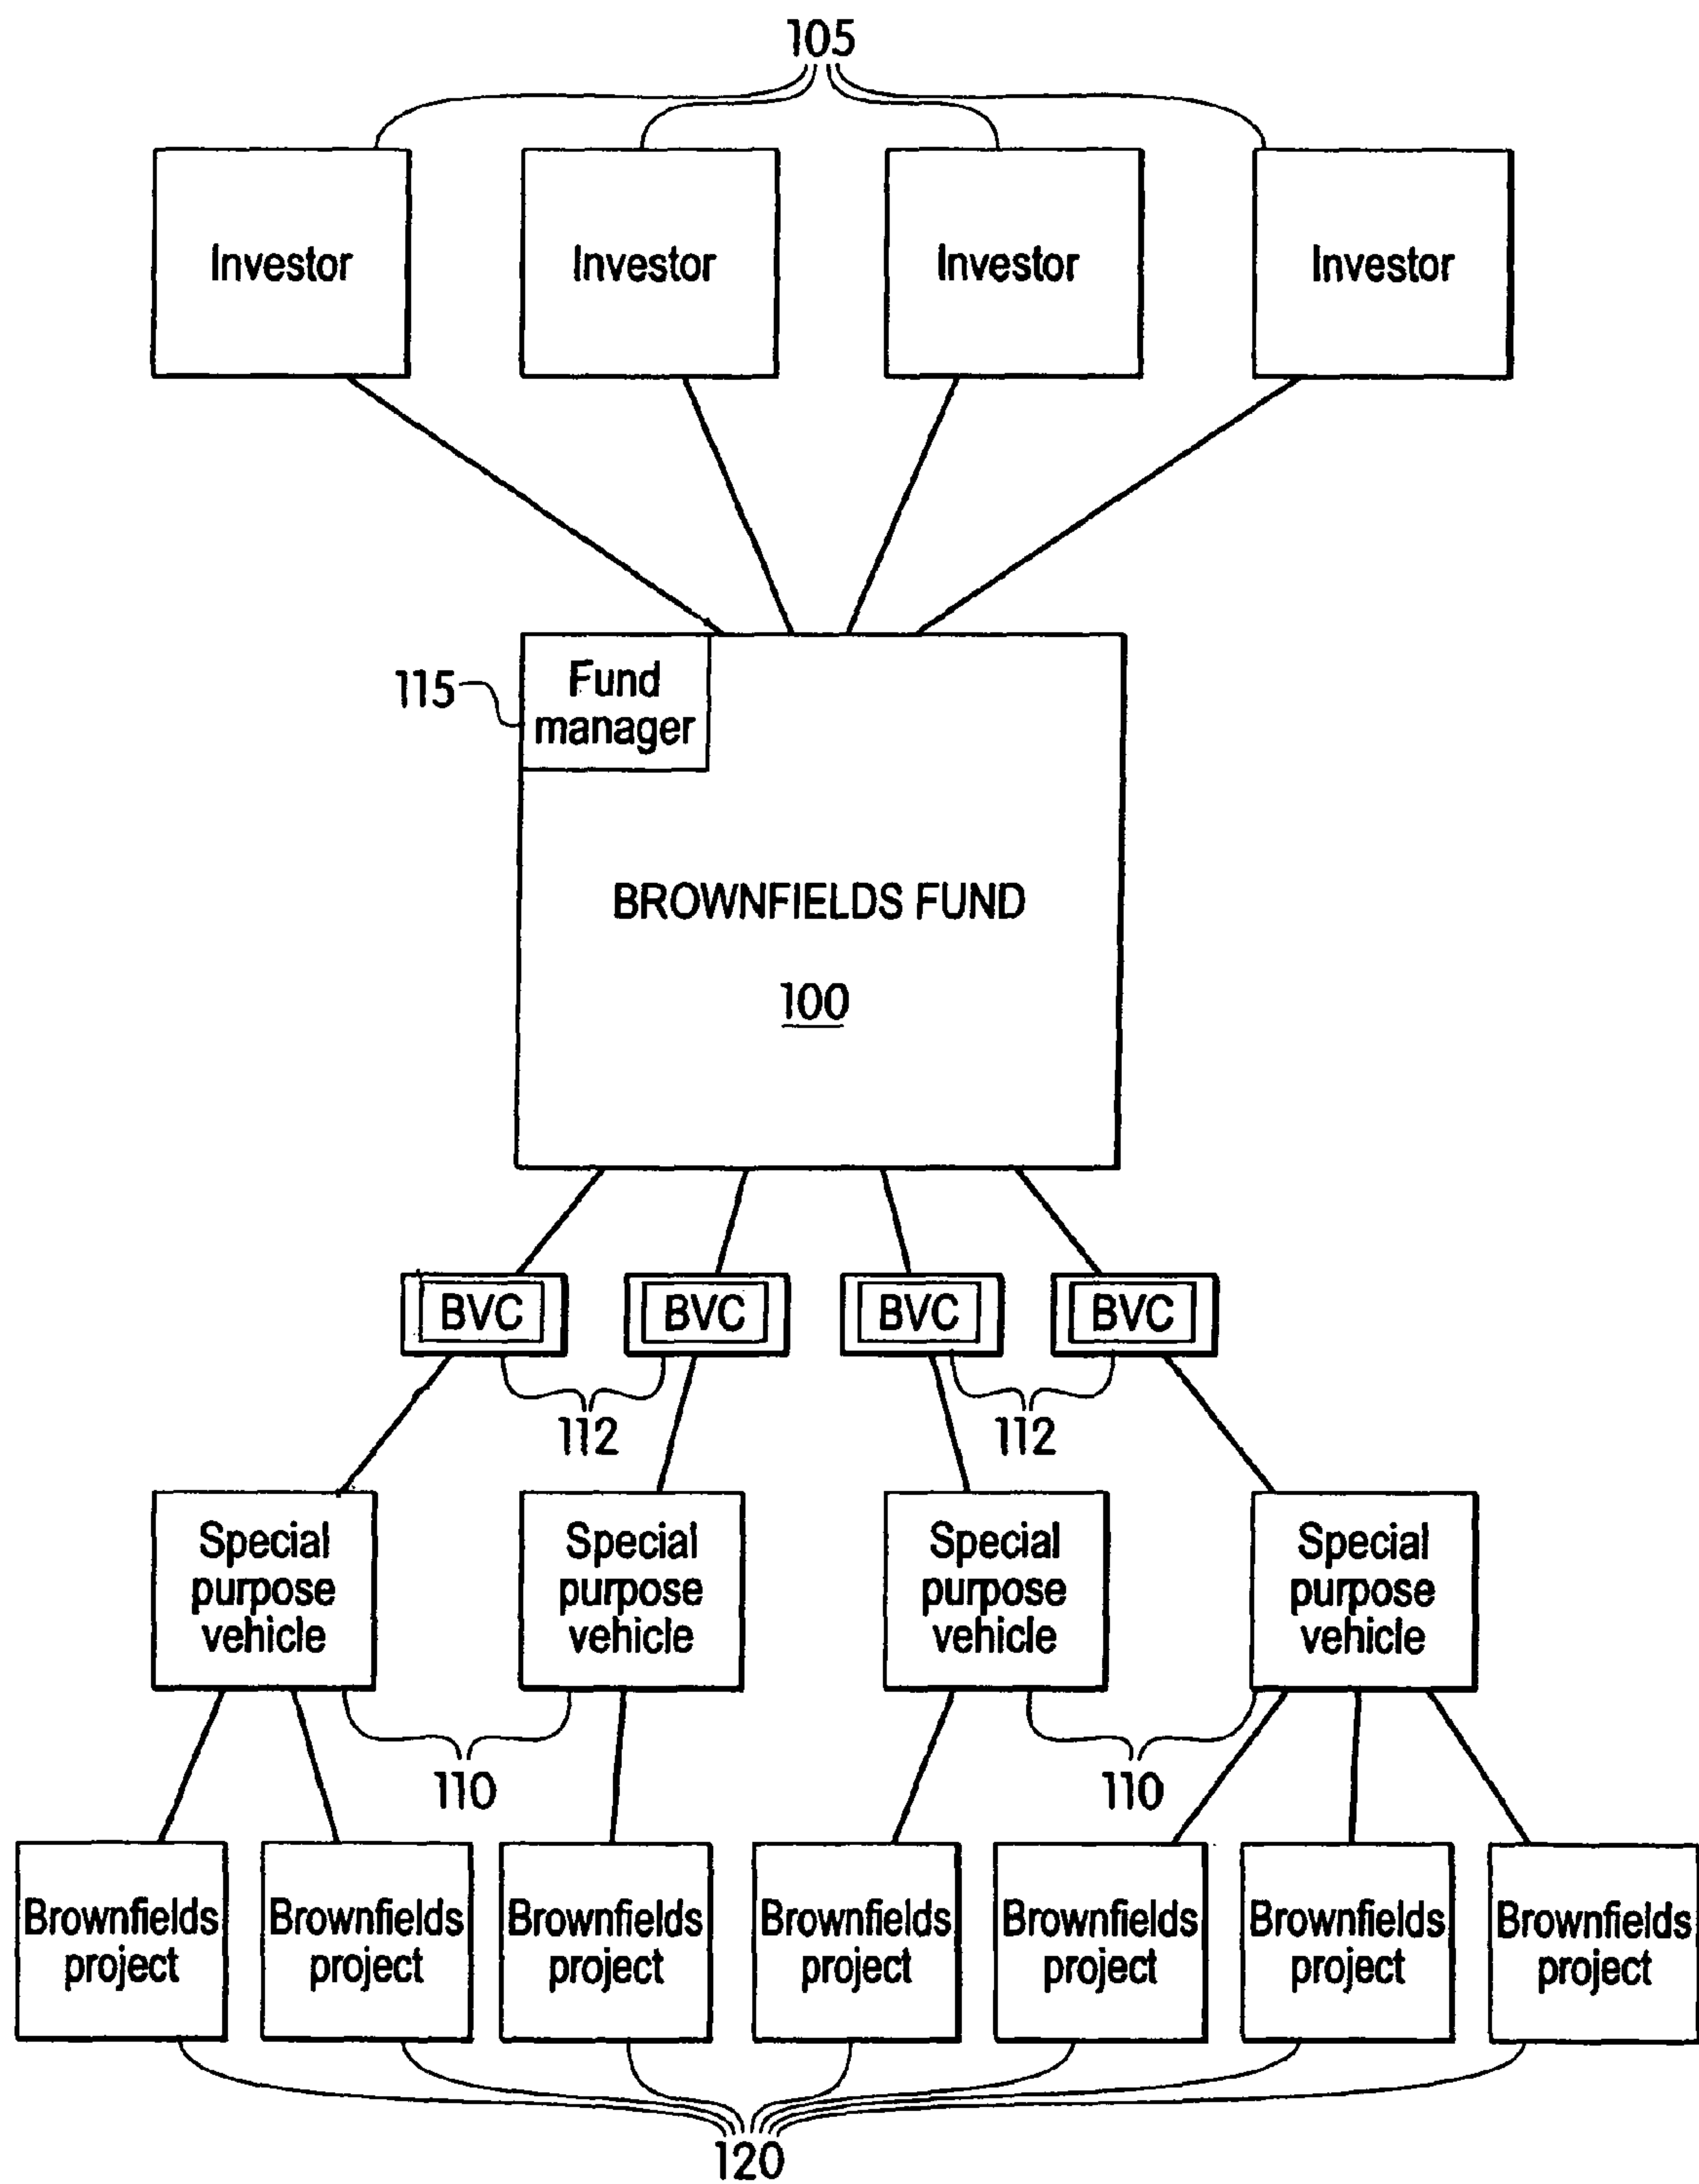 105
Investor
Investor
Investor
Investor
115
Fund
manager
BROWNFIELDS FUND
100
BVC
BVC
BVC
BVC
112
112
Special
purpose
vehicle
Special
purpose
vehicle
Special
purpose
vehicle
Special
purpose
vehicle
110
110
Brownfields
project
Brownfields
project
Brownfields
project
Brownfields
project
Brownfields
project
Brownfields
project
Brownfields
project
120